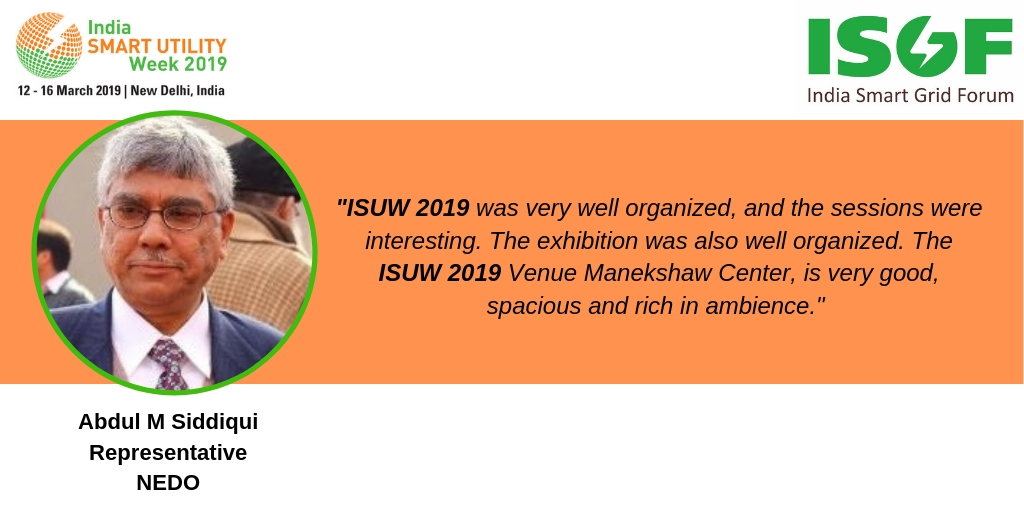 India
SMART UTILITY
Week 2019
12 - 16 March 2019 | New Delhi, India
ISGF
India Smart Grid Forum
"ISUW 2019 was very well organized, and the sessions were
interesting. The exhibition was also well organized. The
ISUW 2019 Venue Manekshaw Center, is very good,
spacious and rich in ambience."
Abdul M Siddiqui
Representative
NEDO